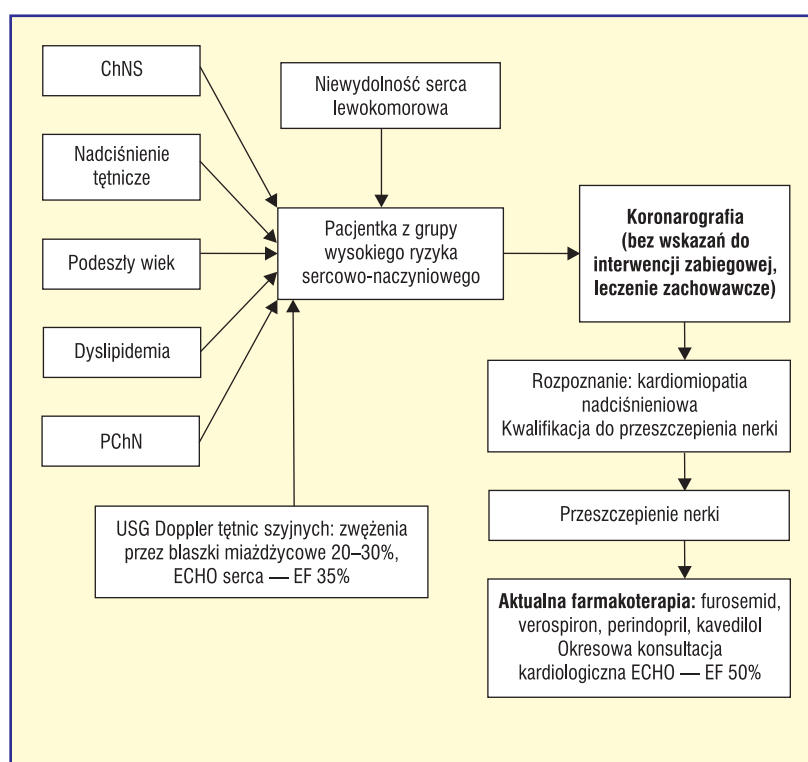 ChNS
Nadciśnienie
tętnicze
Podeszły wiek
Dyslipidemia
PChN
Niewydolność serca
lewokomorowa
Pacjentka z grupy
wysokiego ryzyka
sercowo-naczyniowego
USG Doppler tętnic szyjnych: zwężenia
przez blaszki miażdżycowe 20–30%,
ECHO serca — EF 35%
Koronarografia
(bez wskazań do
interwencji zabiegowej,
leczenie zachowawcze)
Rozpoznanie: kardiomiopatia
nadciśnieniowa
Kwalifikacja do przeszczepienia nerki
Przeszczepienie nerki
Aktualna farmakoterapia: furosemid,
verospiron, perindopril, kavedilol
Okresowa konsultacja
kardiologiczna ECHO — EF 50%